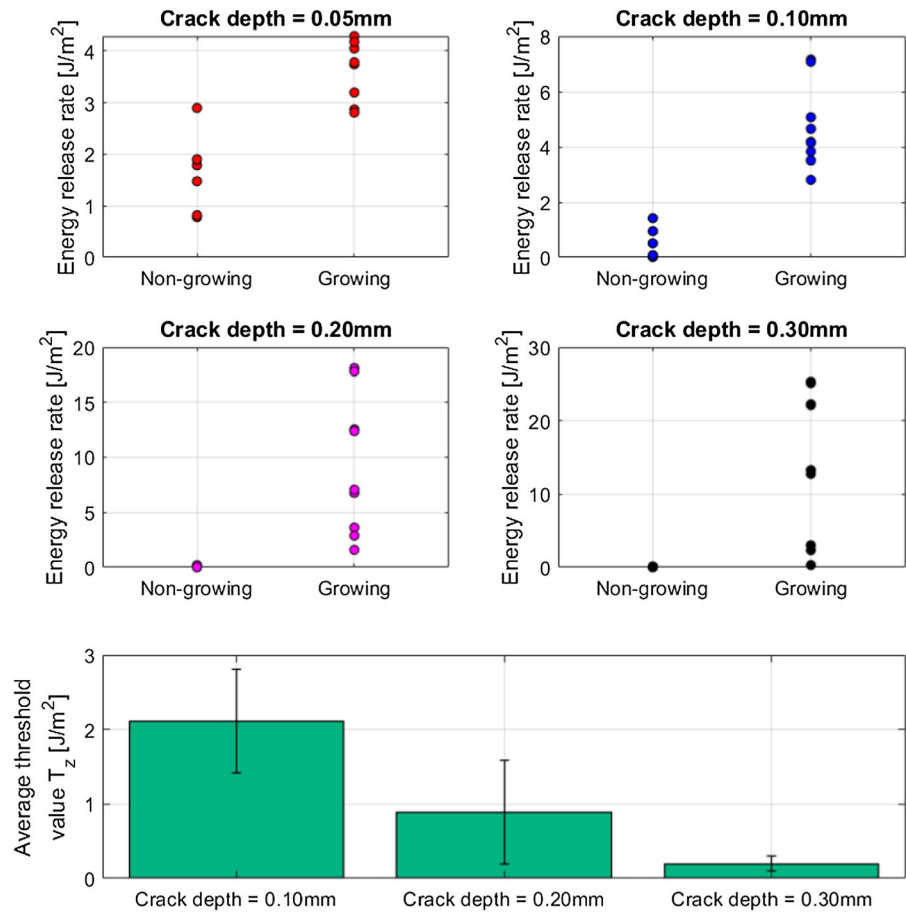 Crack depth = 0.05mm
Energy release rate [J/m²]
4
3
2
1
0
Non-growing Growing
Crack depth = 0.10mm
Energy release rate [J/m²]
8
6
4
2
0
Non-growing Growing
Crack depth = 0.20mm
Energy release rate [J/m²]
20
15
10
5
0
Non-growing Growing
Crack depth = 0.30mm
Energy release rate [J/m²]
30
20
10
0
Non-growing Growing
Average threshold
value T_z [J/m²]
3
2
1
0
Crack depth = 0.10mm Crack depth = 0.20mm Crack depth = 0.30mm